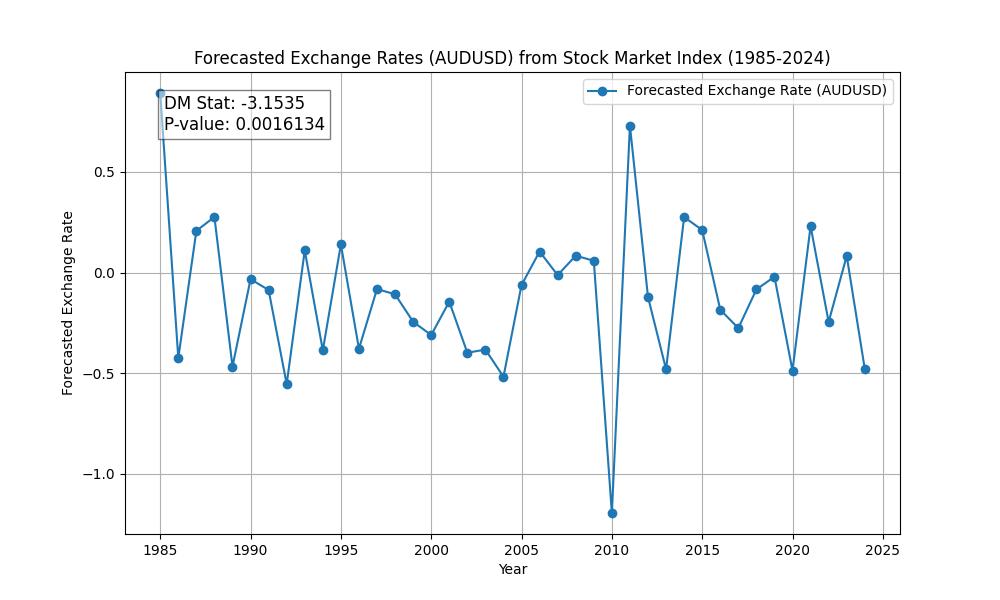 Forecasted Exchange Rates (AUDUSD) from Stock Market Index (1985-2024)
DM Stat: -3.1535
P-value: 0.0016134
Forecasted Exchange Rate (AUDUSD)
Forecasted Exchange Rate
0.5
0.0
−0.5
−1.0
1985 1990 1995 2000 2005 2010 2015 2020 2025
Year